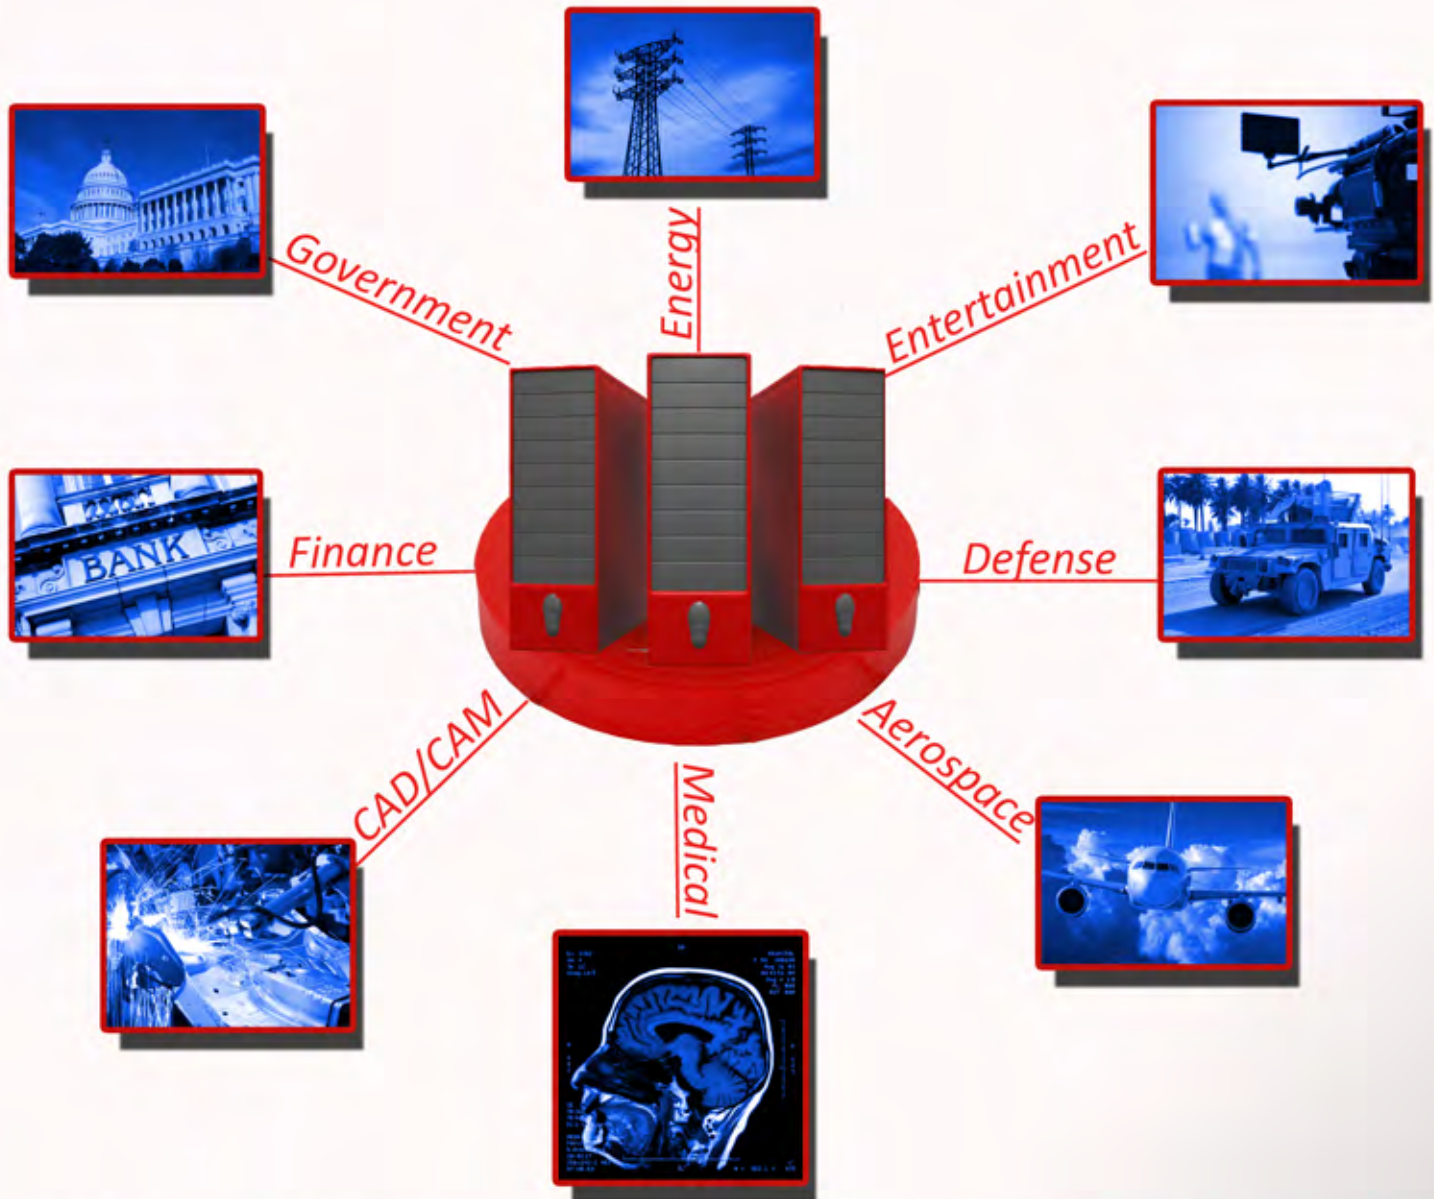 Energy
Government
Entertainment
BANK
Finance
Defense
CAD/CAM
Medical
Aerospace